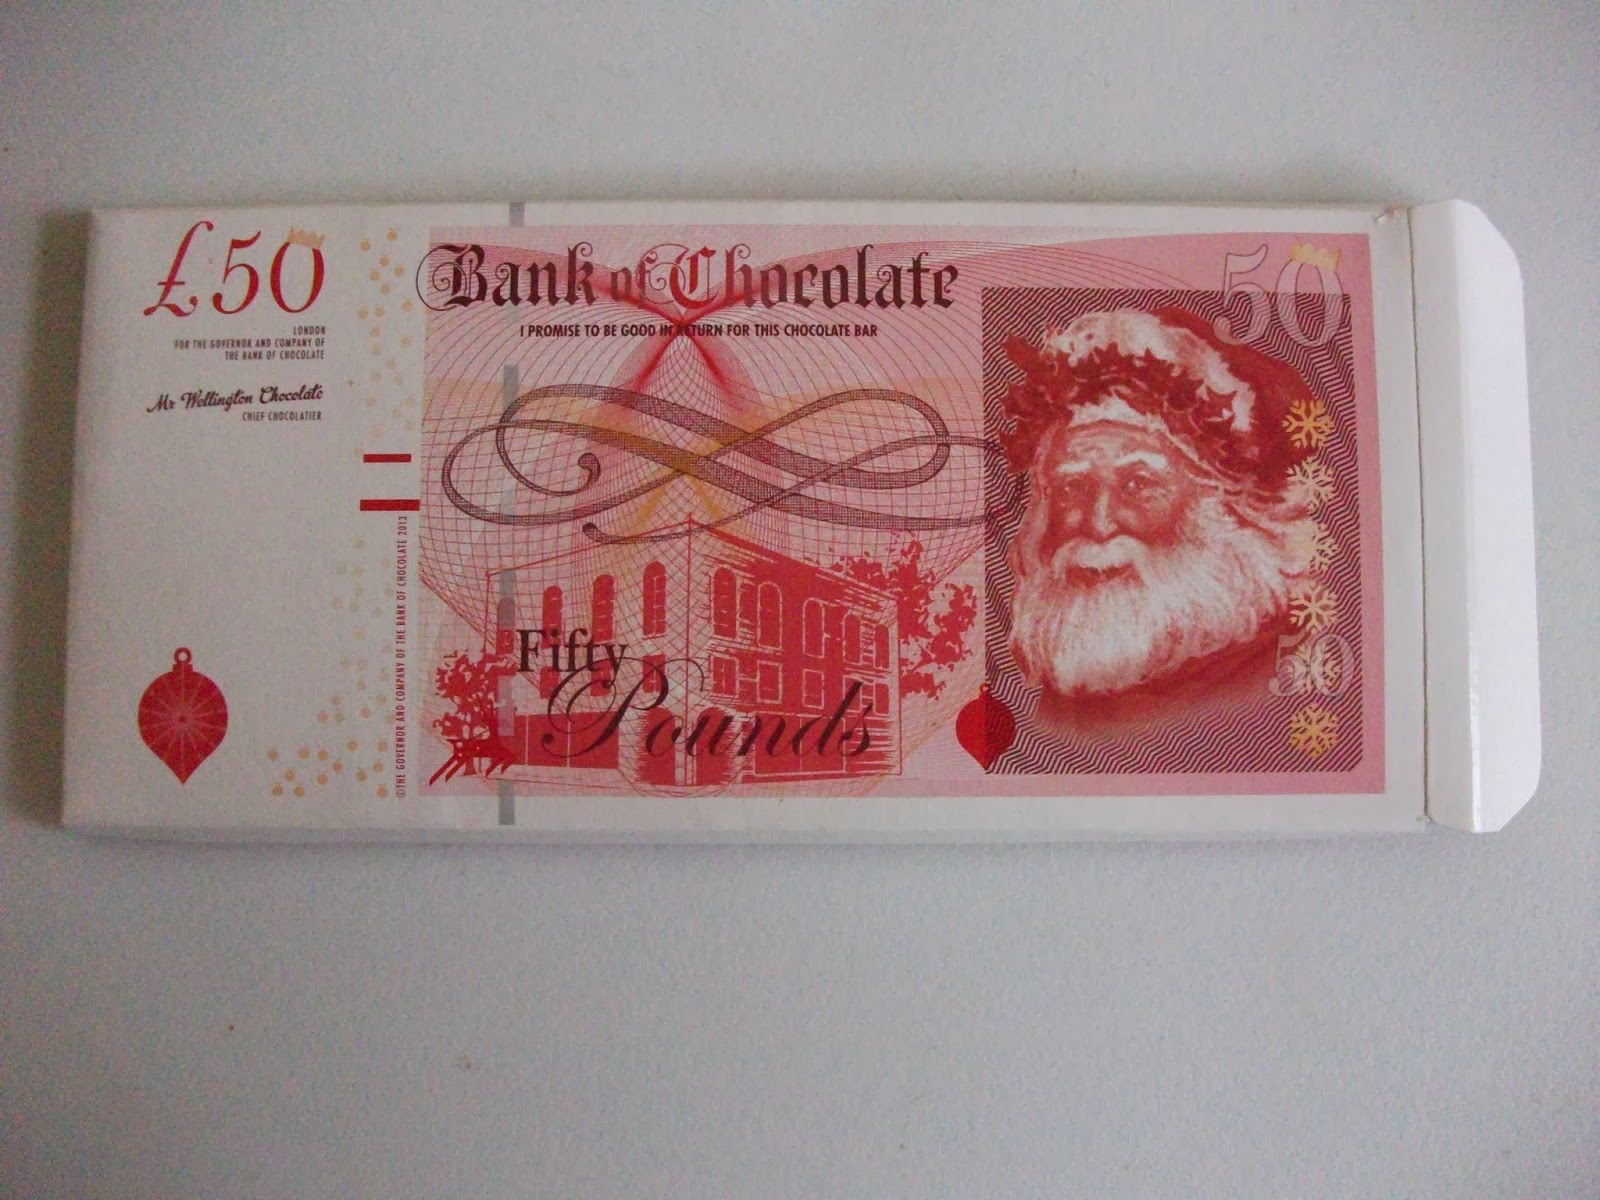 £50
LONDON
FOR THE GOVERNOR AND COMPANY OF
THE BANK OF CHOCOLATE
Mr Wellington Chocolate
CHIEF CHOCOLATIER
©THE GOVERNOR AND COMPANY OF THE BANK OF CHOCOLATE 2013
Bank of Chocolate
I PROMISE TO BE GOOD IN RETURN FOR THIS CHOCOLATE BAR
Fifty
Pounds
50
50